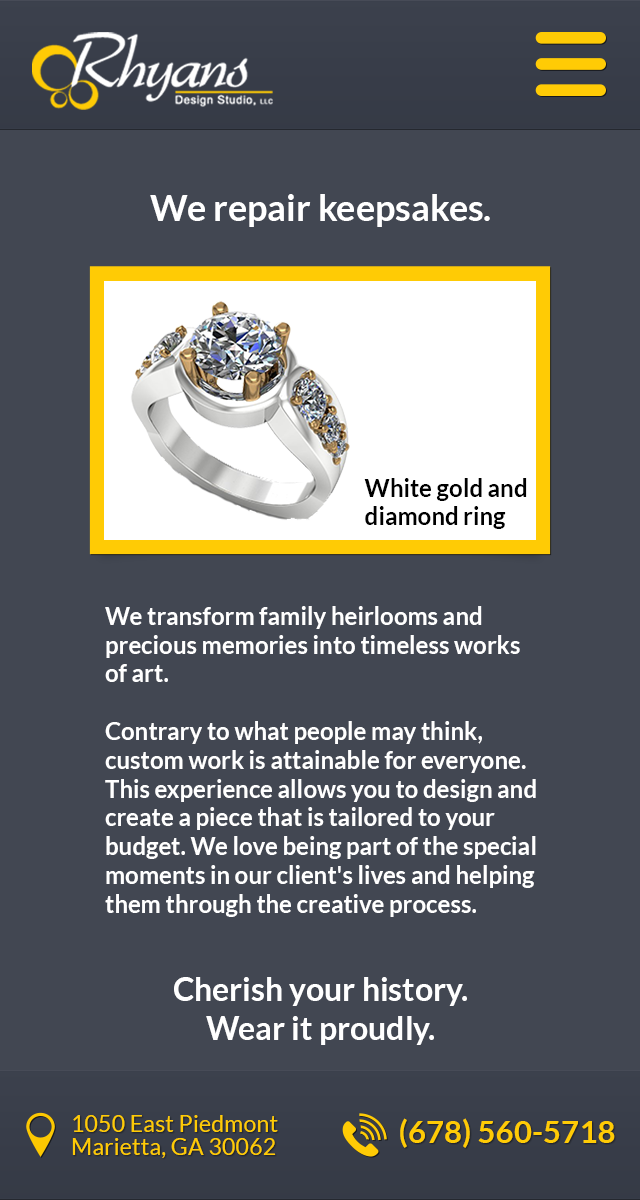 Rhyans
Design Studio, LLC
We repair keepsakes.
White gold and
diamond ring
We transform family heirlooms and
precious memories into timeless works
of art.
Contrary to what people may think,
custom work is attainable for everyone.
This experience allows you to design and
create a piece that is tailored to your
budget. We love being part of the special
moments in our client's lives and helping
them through the creative process.
Cherish your history.
Wear it proudly.
1050 East Piedmont
Marietta, GA 30062
(678) 560-5718